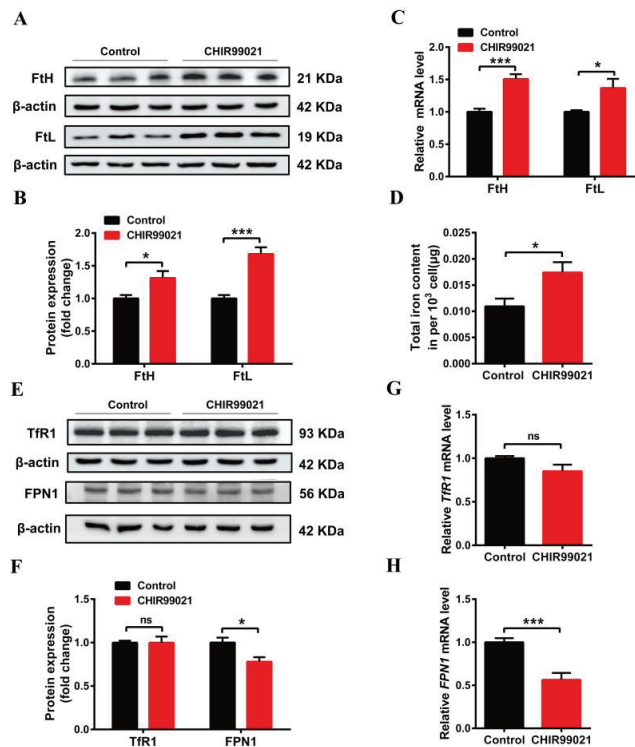 A
Control CHIR99021
FtH 21 KDa
β-actin 42 KDa
FtL 19 KDa
β-actin 42 KDa
B
Control
CHIR99021
Protein expression
(fold change)
2.0
1.5
1.0
0.5
0.0
* ***
FtH FtL
C
Control
CHIR99021
Relative mRNA level
2.0
1.5
1.0
0.5
0.0
*** *
FtH FtL
D
Total iron content
in per 10³ cell(μg)
0.025
0.020
0.015
0.010
0.005
0.000
*
Control CHIR99021
E
Control CHIR99021
TfR1 93 KDa
β-actin 42 KDa
FPN1 56 KDa
β-actin 42 KDa
F
Control
CHIR99021
Protein expression
(fold change)
1.5
1.0
0.5
0.0
ns *
TfR1 FPN1
G
Relative TfR1 mRNA level
1.5
1.0
0.5
0.0
ns
Control CHIR99021
H
Relative FPN1 mRNA level
1.5
1.0
0.5
0.0
***
Control CHIR99021